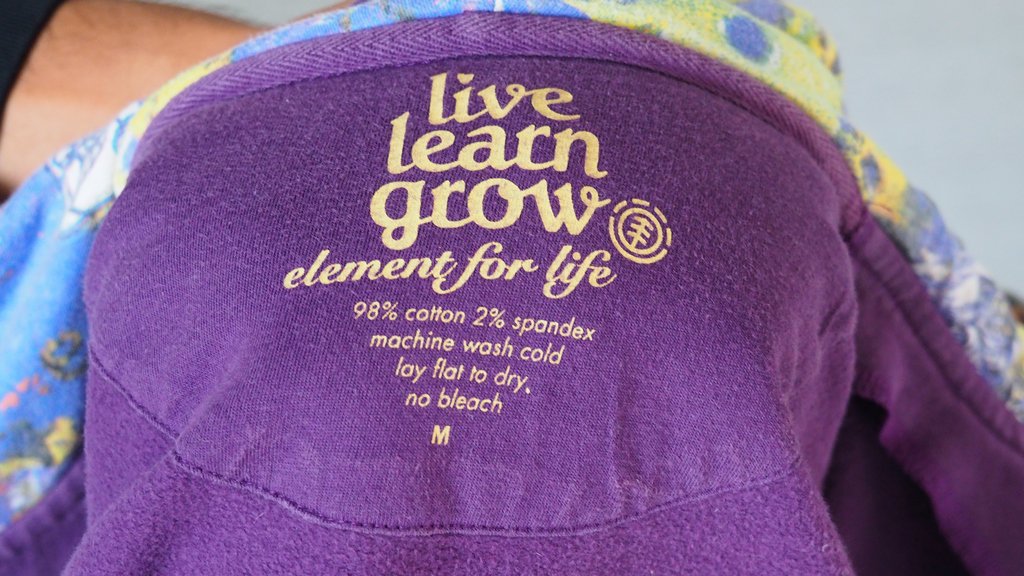 live
learn
grow
element for life
98% cotton 2% spandex
machine wash cold
lay flat to dry,
no bleach
M